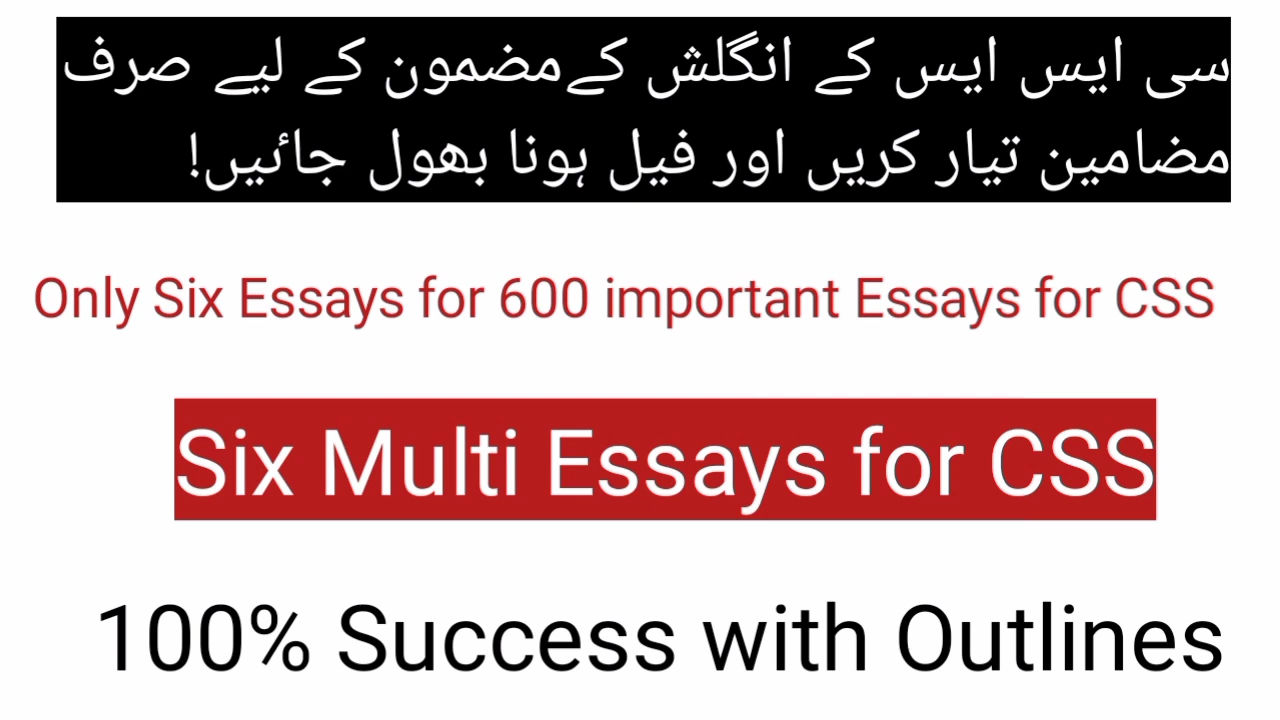 سی ایس ایس کے انگلش کےمضمون کے لیے صرف
مضامین تیار کریں اور فیل ہونا بھول جائیں!
Only Six Essays for 600 important Essays for CSS
Six Multi Essays for CSS
100% Success with Outlines